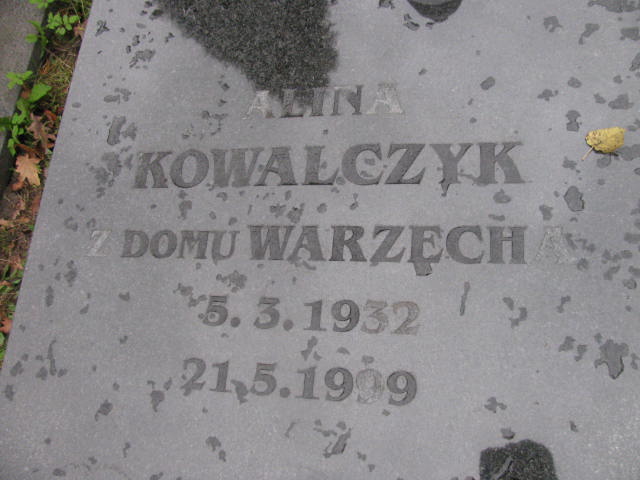 ALINA
KOWALCZYK
Z DOMU WARZĘCHA
5.3.1932
21.5.1999